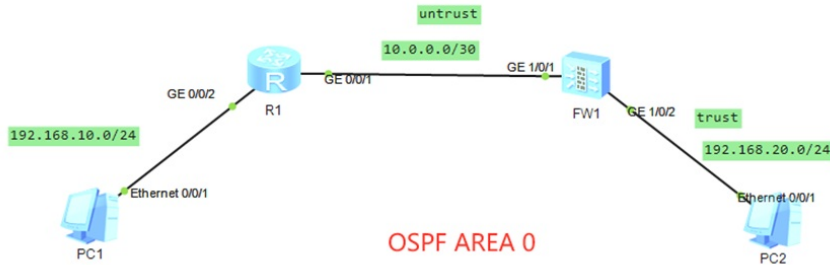 untrust
10.0.0.0/30
GE 1/0/1
GE 0/0/1
GE 0/0/2
R
R1
FW1
GE 1/0/2
trust
192.168.10.0/24
192.168.20.0/24
Ethernet 0/0/1
Ethernet 0/0/1
OSPF AREA 0
PC1
PC2